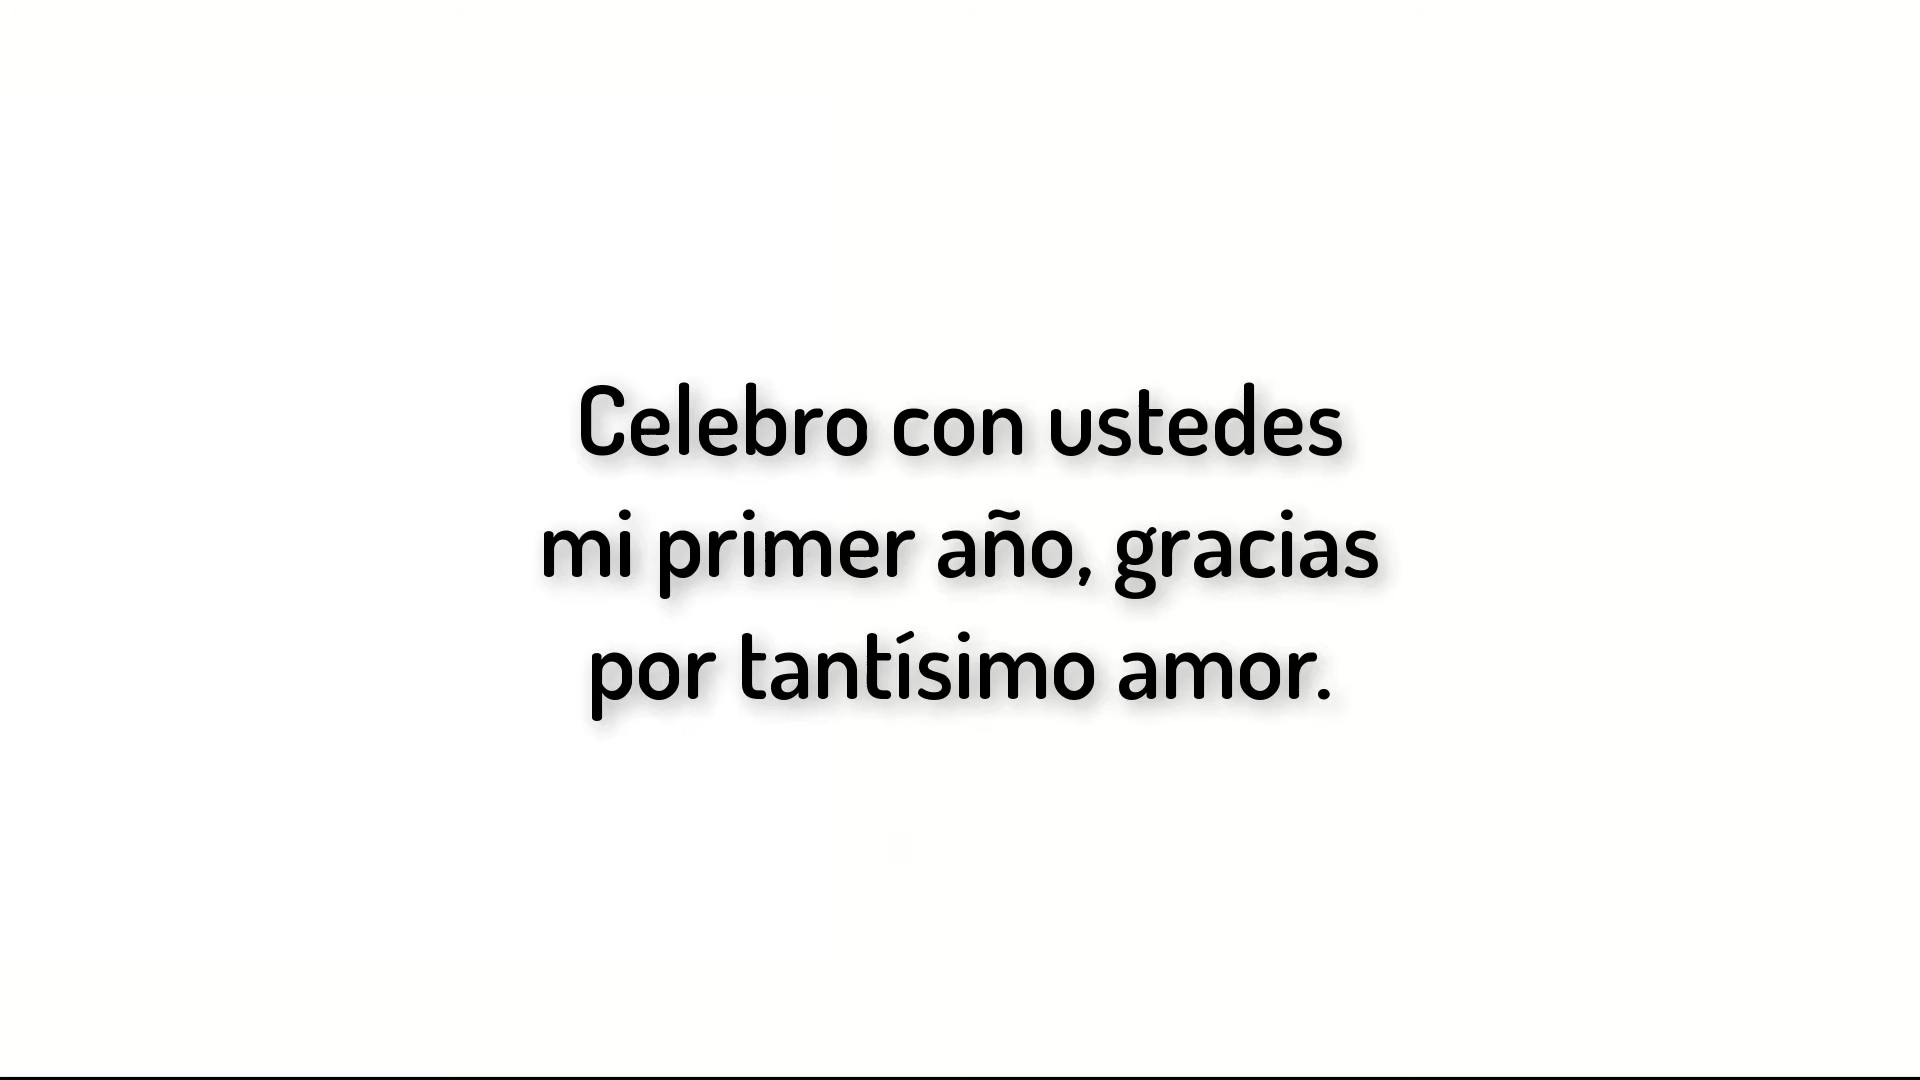 Celebro con ustedes
mi primer año, gracias
por tantísimo amor.